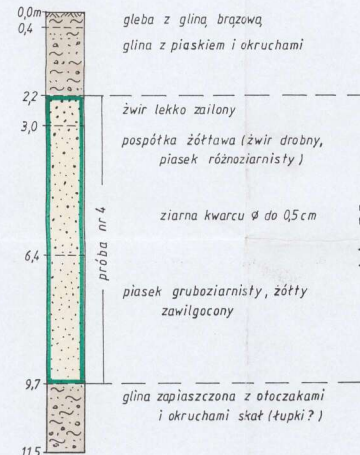 0,0m
gleba z gliną brązową
0,4
glina z piaskiem i okruchami
2,2
żwir lekko zailony
3,0
pospółka żółtawa (żwir drobny,
piasek różnoziarnisty)
próba nr 4
ziarna kwarcu ø do 0,5 cm
6,4
piasek gruboziarnisty, żółty
zawilgocony
9,7
glina zapiaszczona z otoczakami
i okruchami skał (łupki?)
11,5